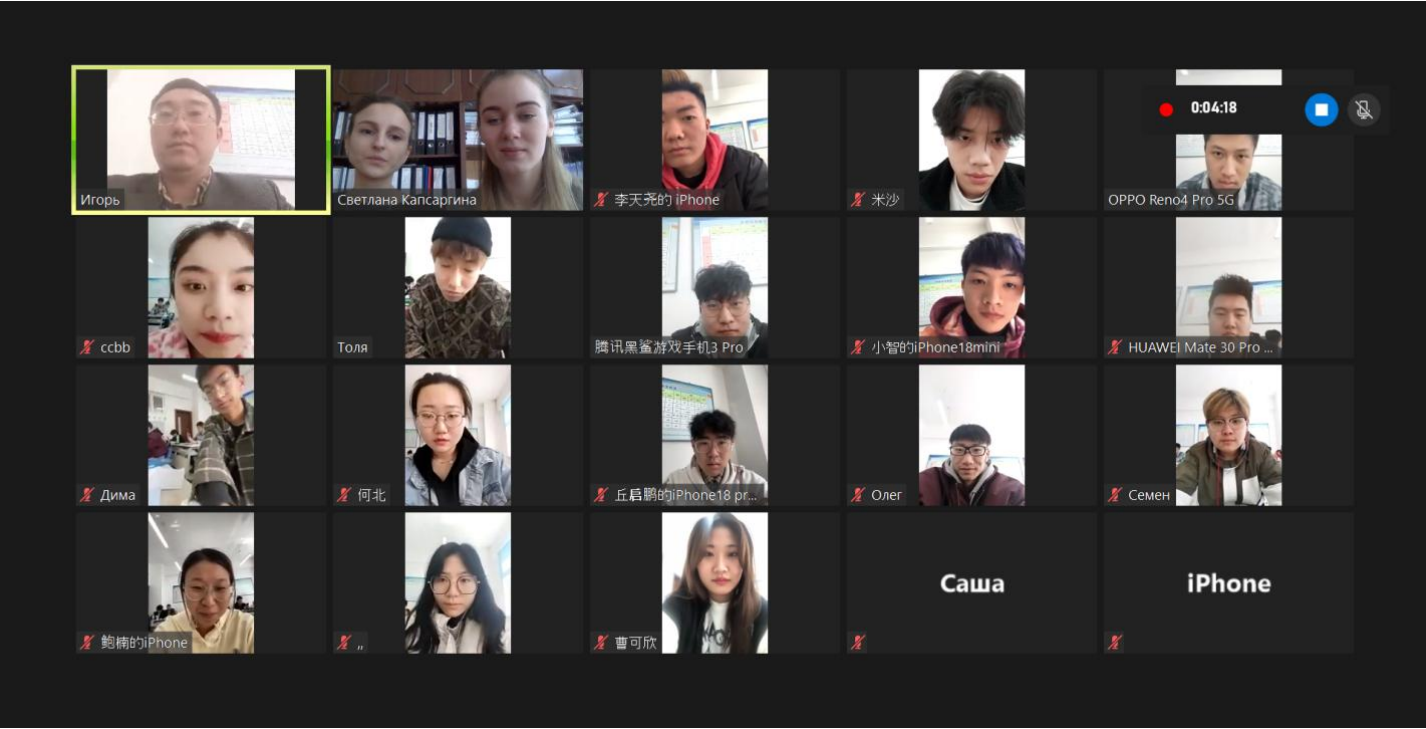 0:04:18
Игорь
Светлана Капсаргина
李天尧的 iPhone
米沙
OPPO Reno4 Pro 5G
ccbb
Толя
腾讯黑鲨游戏手机3 Pro
小智的iPhone18mini
HUAWEI Mate 30 Pro ...
Дима
何北
丘启鹏的iPhone18 pr...
Олег
Семен
鲍楠的iPhone
,,
曹可欣
Саша
iPhone